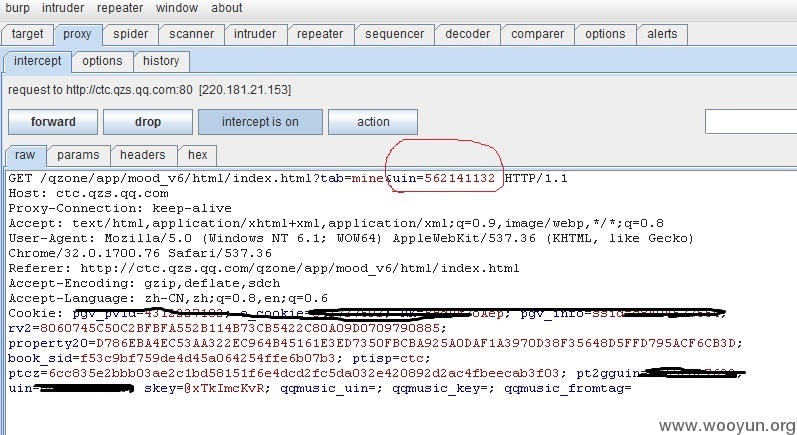 burp intruder repeater window about
target proxy spider scanner intruder repeater sequencer decoder comparer options alerts
intercept options history
request to http://ctc.qzs.qq.com:80 [220.181.21.153]
forward drop intercept is on action
raw params headers hex
GET /qzone/app/mood_v6/html/index.html?tab=mine&uin=562141132 HTTP/1.1
Host: ctc.qzs.qq.com
Proxy-Connection: keep-alive
Accept: text/html,application/xhtml+xml,application/xml;q=0.9,image/webp,*/*;q=0.8
User-Agent: Mozilla/5.0 (Windows NT 6.1; WOW64) AppleWebKit/537.36 (KHTML, like Gecko)
Chrome/32.0.1700.76 Safari/537.36
Referer: http://ctc.qzs.qq.com/qzone/app/mood_v6/html/index.html
Accept-Encoding: gzip,deflate,sdch
Accept-Language: zh-CN,zh;q=0.8,en;q=0.6
Cookie:
rv2=8060745C50C2BFBFA552B114B73CB5422C80A09D0709790885;
property20=D786EBA4EC53AA322EC964B45161E3ED7350FBCBA925A0DAF1A3970D38F35648D5FFD795ACF6CB3D;
book_sid=f53c9bf759de4d45a064254ffe6b07b3; ptisp=ctc;
ptcz=6cc835e2bbb03ae2c1bd58151f6e4dcd2fc5da032e420892d2ac4fbeecab3f03;
uin= skey=@xTkImcKvR; qqmusic_uin=; qqmusic_key=; qqmusic_fromtag=
www.wooyun.org